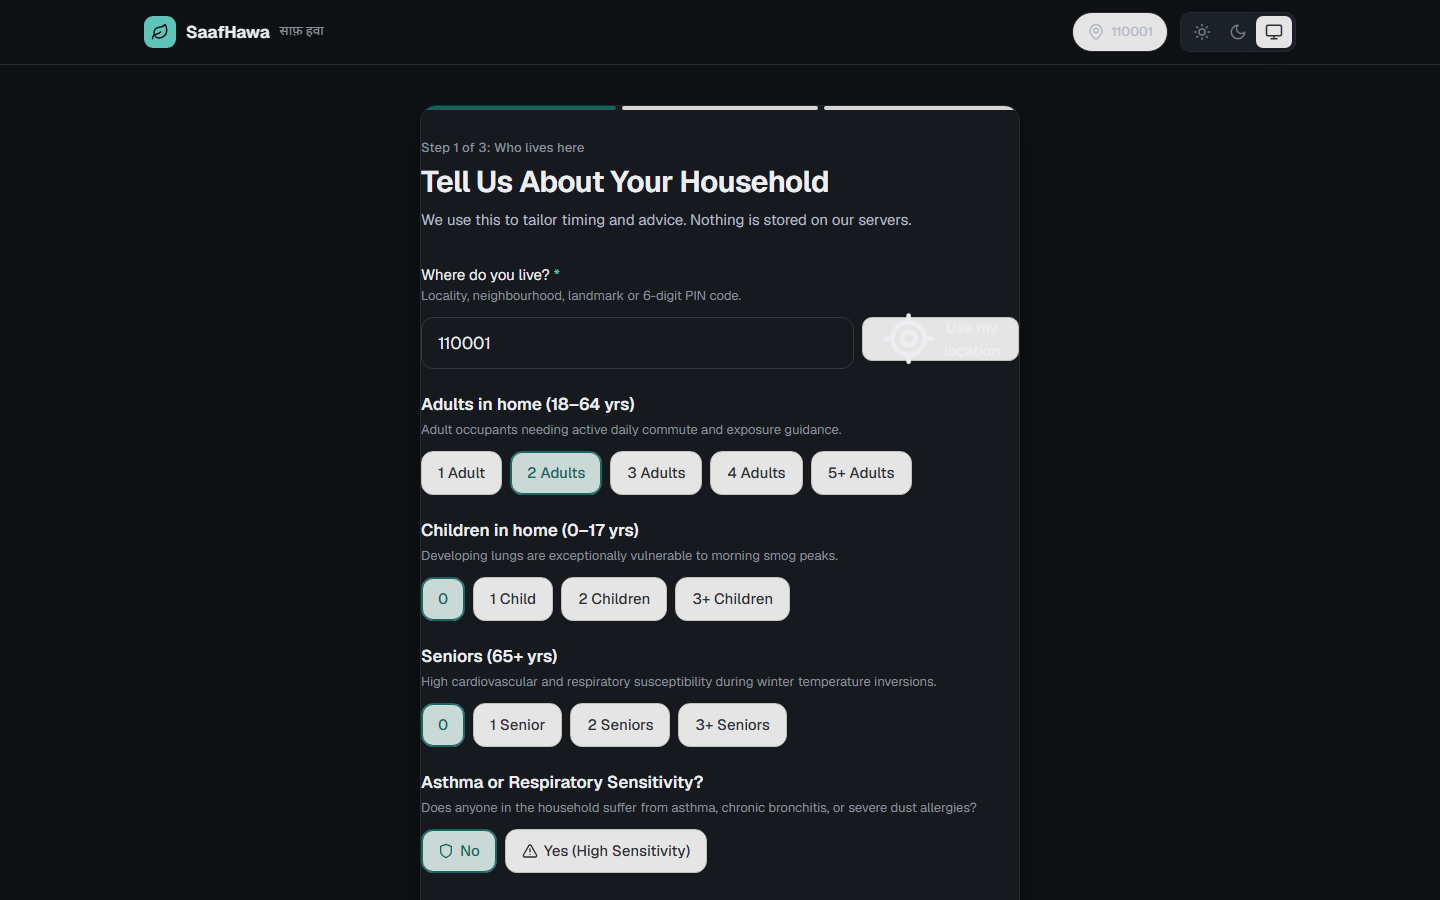 SaafHawa साफ़ हवा
110001
Step 1 of 3: Who lives here
Tell Us About Your Household
We use this to tailor timing and advice. Nothing is stored on our servers.
Where do you live? *
Locality, neighbourhood, landmark or 6-digit PIN code.
110001
Use my
location
Adults in home (18–64 yrs)
Adult occupants needing active daily commute and exposure guidance.
1 Adult 2 Adults 3 Adults 4 Adults 5+ Adults
Children in home (0–17 yrs)
Developing lungs are exceptionally vulnerable to morning smog peaks.
0 1 Child 2 Children 3+ Children
Seniors (65+ yrs)
High cardiovascular and respiratory susceptibility during winter temperature inversions.
0 1 Senior 2 Seniors 3+ Seniors
Asthma or Respiratory Sensitivity?
Does anyone in the household suffer from asthma, chronic bronchitis, or severe dust allergies?
No Yes (High Sensitivity)